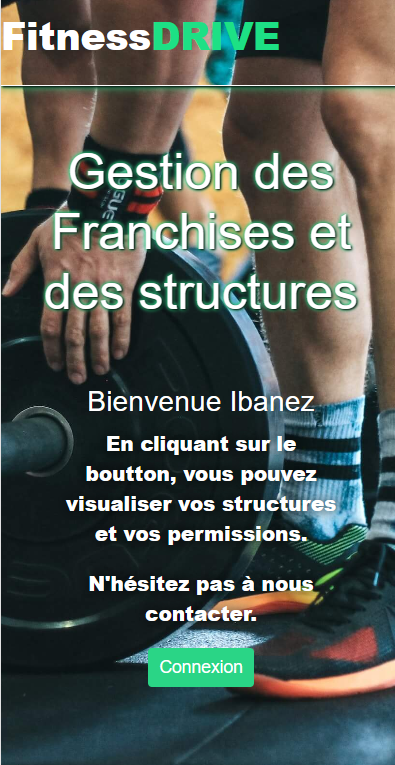 FitnessDRIVE
Gestion des
Franchises et
des structures
Bienvenue Ibanez
En cliquant sur le
boutton, vous pouvez
visualiser vos structures
et vos permissions.
N'hésitez pas à nous
contacter.
Connexion